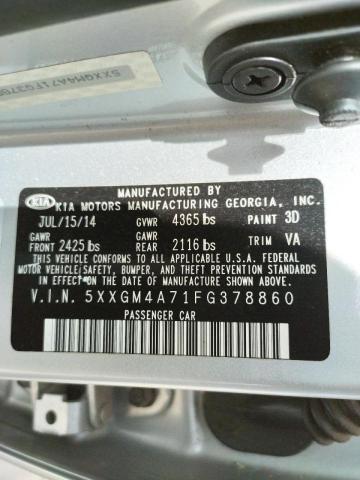 5XXGM4A71FG378
MANUFACTURED BY
KIA KIA MOTORS MANUFACTURING GEORGIA, INC.
JUL/15/14 GVWR 4365 lbs PAINT 3D
GAWR FRONT 2425 lbs GAWR REAR 2116 lbs TRIM VA
THIS VEHICLE CONFORMS TO ALL APPLICABLE U.S.A. FEDERAL
MOTOR VEHICLE SAFETY, BUMPER, AND THEFT PREVENTION STANDARDS
IN EFFECT ON THE DATE OF MANUFACTURE SHOWN ABOVE.
V.I.N. 5XXGM4A71FG378860
PASSENGER CAR